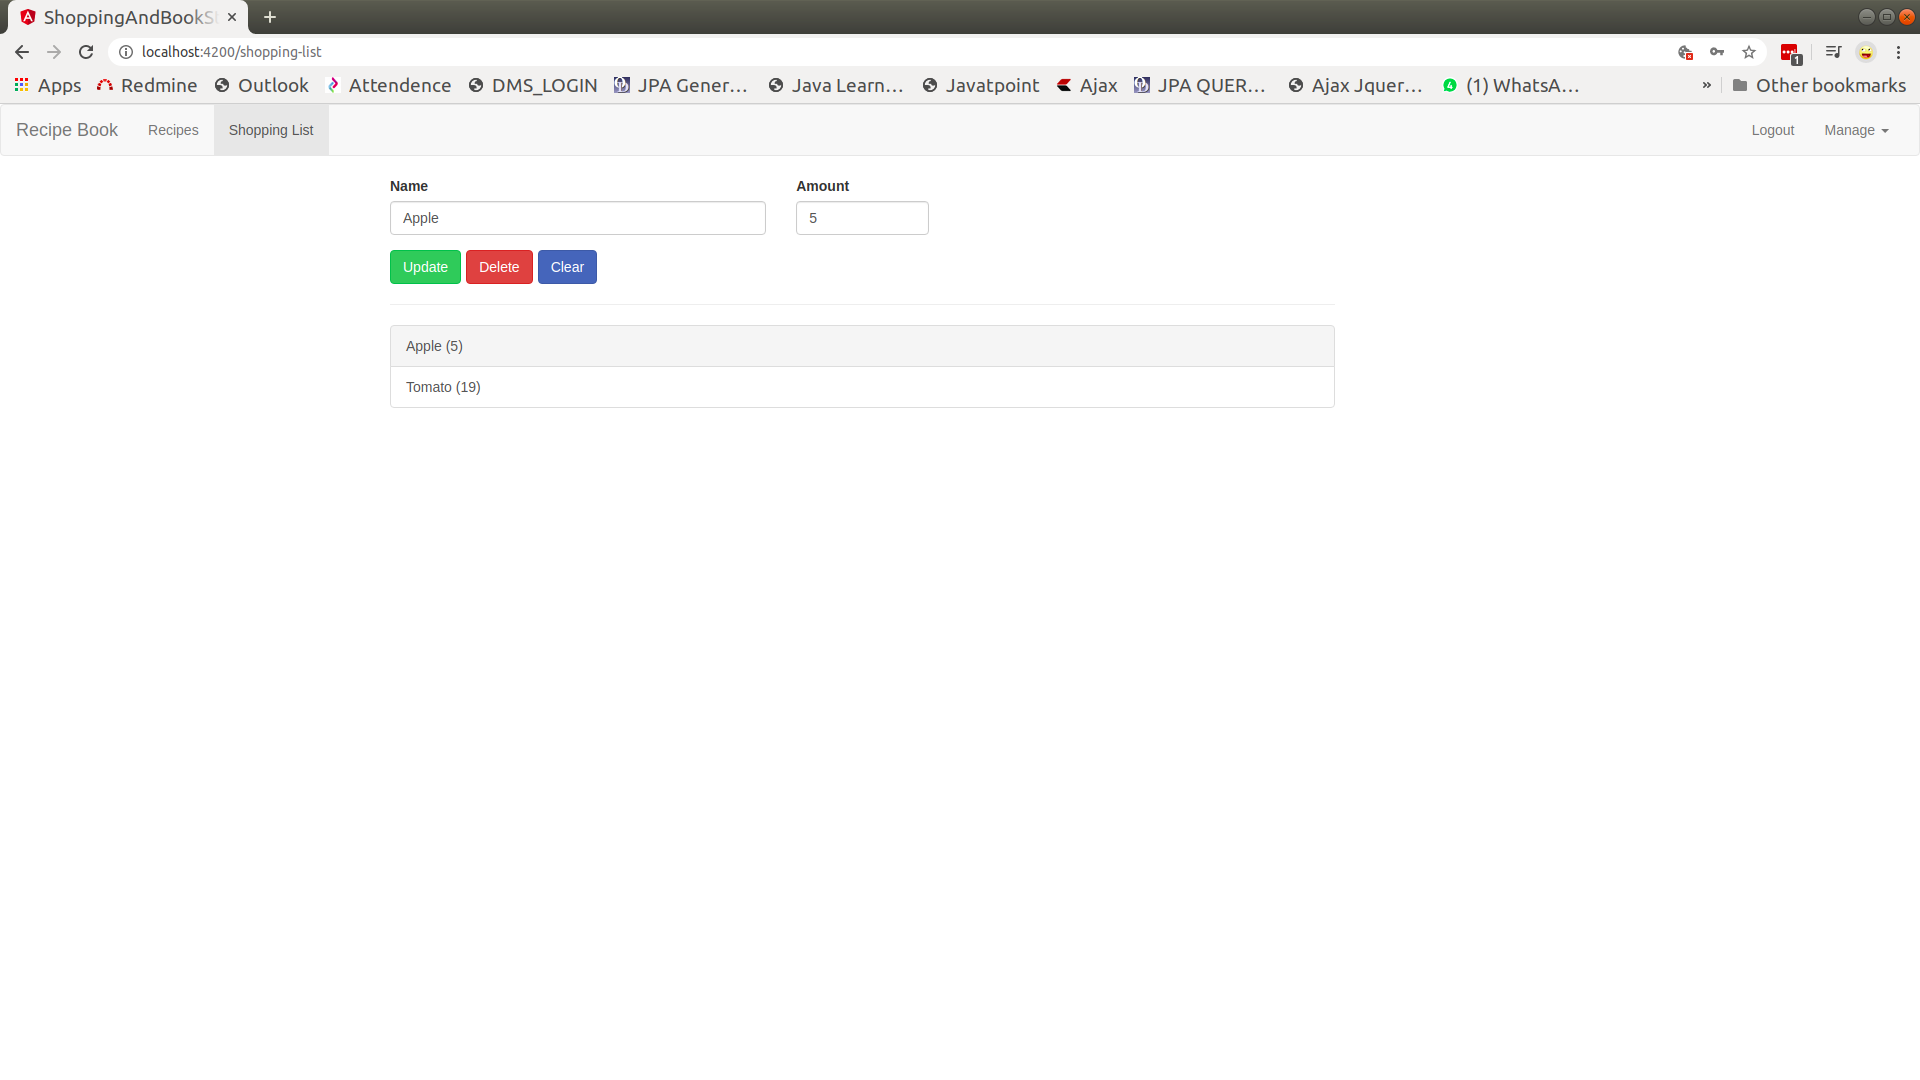 ShoppingAndBookS
localhost:4200/shopping-list
1
Apps Redmine Outlook Attendence DMS_LOGIN JPA Gener... Java Learn... Javatpoint Ajax JPA QUER... Ajax Jquer... 4 (1) WhatsA... » Other bookmarks
Recipe Book Recipes Shopping List Logout Manage
Name Amount
Apple 5
Update Delete Clear
Apple (5)
Tomato (19)